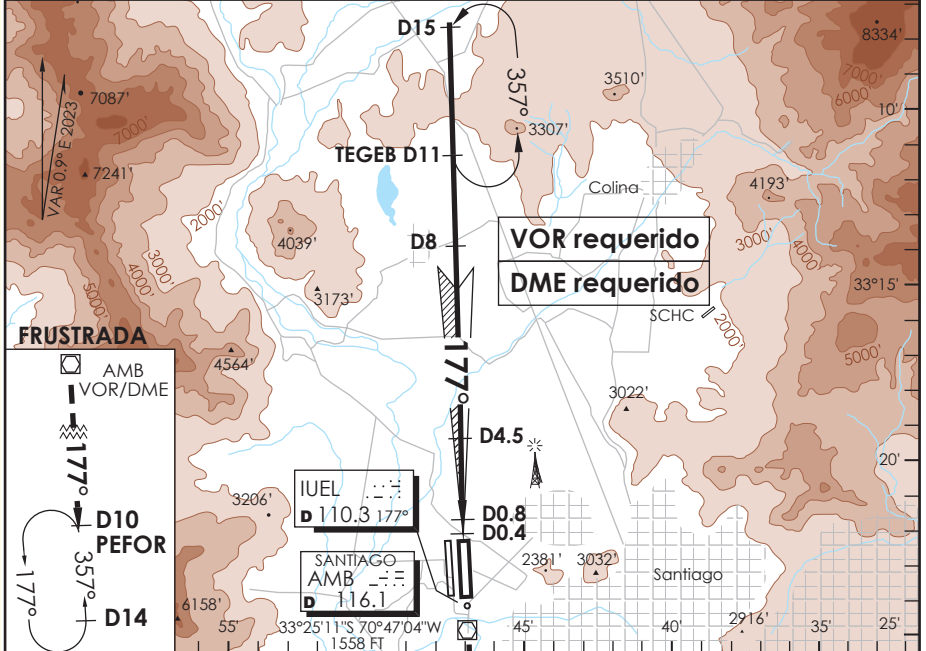 D15
8334'
3510'
7000'
6000'
10'
7087'
7000'
VAR 0.9° E 2023
357°
3307'
TEGEB D11
7241'
Colina
4193'
2000'
4039'
D8
VOR requerido
3000'
4000'
3000'
4000'
5000'
DME requerido
33°15'
3173'
SCHC
2000'
FRUSTRADA
177°
5000'
4564'
AMB
VOR/DME
3022'
D4.5
177°
20'
IUEL
D 110.3 177°
3206'
D0.8
D0.4
D10
PEFOR
SANTIAGO
AMB
D 116.1
2381'
3032'
Santiago
177°
357°
6158'
D14
33°25'11"S 70°47'04"W
1558 FT
2916'
55'
45'
40'
35'
25'